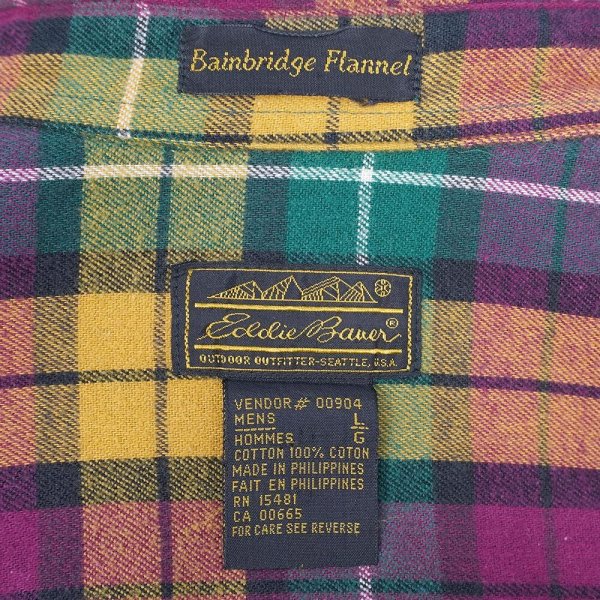 Bainbridge Flannel
Eddie Bauer®
OUTDOOR OUTFITTER-SEATTLE, U.S.A.
VENDOR# 00904
MENS L
HOMMES G
COTTON 100% COTON
MADE IN PHILIPPINES
FAIT EN PHILIPPINES
RN 15481
CA 00665
FOR CARE SEE REVERSE